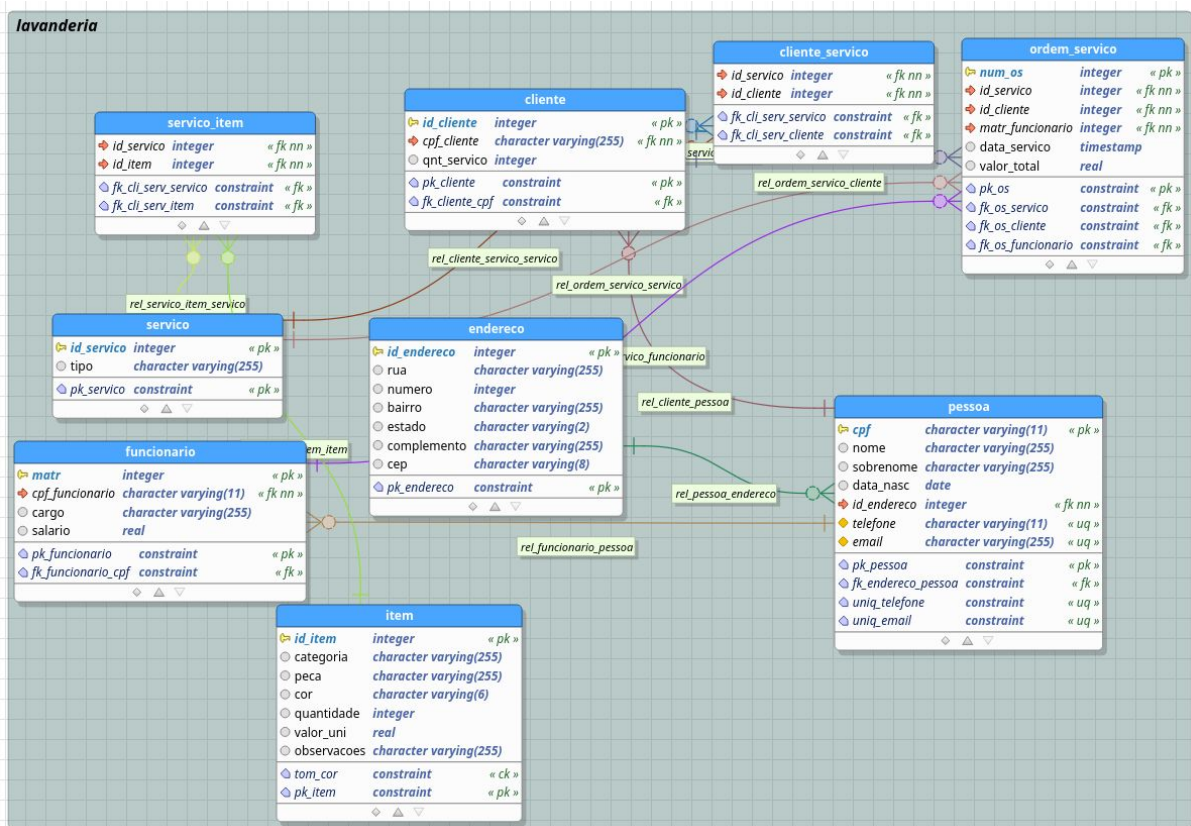 lavanderia
servico_item
id_servico integer « fk nn »
id_item integer « fk nn »
fk_cli_serv_servico constraint « fk »
fk_cli_serv_item constraint « fk »
cliente
id_cliente integer « pk »
cpf_cliente character varying(255) « fk nn »
qnt_servico integer
pk_cliente constraint « pk »
fk_cliente_cpf constraint « fk »
cliente_servico
id_servico integer « fk nn »
id_cliente integer « fk nn »
fk_cli_serv_servico constraint « fk »
fk_cli_serv_cliente constraint « fk »
ordem_servico
num_os integer « pk »
id_servico integer « fk nn »
id_cliente integer « fk nn »
matr_funcionario integer « fk nn »
data_servico timestamp
valor_total real
pk_os constraint « pk »
fk_os_servico constraint « fk »
fk_os_cliente constraint « fk »
fk_os_funcionario constraint « fk »
rel_ordem_servico_cliente
rel_cliente_servico_servico
rel_ordem_servico_servico
rel_servico_item_servico
servico
id_servico integer « pk »
tipo character varying(255)
pk_servico constraint « pk »
endereco
id_endereco integer « pk »
rua character varying(255)
numero integer
bairro character varying(255)
estado character varying(2)
complemento character varying(255)
cep character varying(8)
pk_endereco constraint « pk »
vico_funcionario
rel_cliente_pessoa
em_item
funcionario
matr integer « pk »
cpf_funcionario character varying(11) « fk nn »
cargo character varying(255)
salario real
pk_funcionario constraint « pk »
fk_funcionario_cpf constraint « fk »
rel_pessoa_endereco
rel_funcionario_pessoa
pessoa
cpf character varying(11) « pk »
nome character varying(255)
sobrenome character varying(255)
data_nasc date
id_endereco integer « fk nn »
telefone character varying(11) « uq »
email character varying(255) « uq »
pk_pessoa constraint « pk »
fk_endereco_pessoa constraint « fk »
uniq_telefone constraint « uq »
uniq_email constraint « uq »
item
id_item integer « pk »
categoria character varying(255)
peca character varying(255)
cor character varying(6)
quantidade integer
valor_uni real
observacoes character varying(255)
tom_cor constraint « ck »
pk_item constraint « pk »